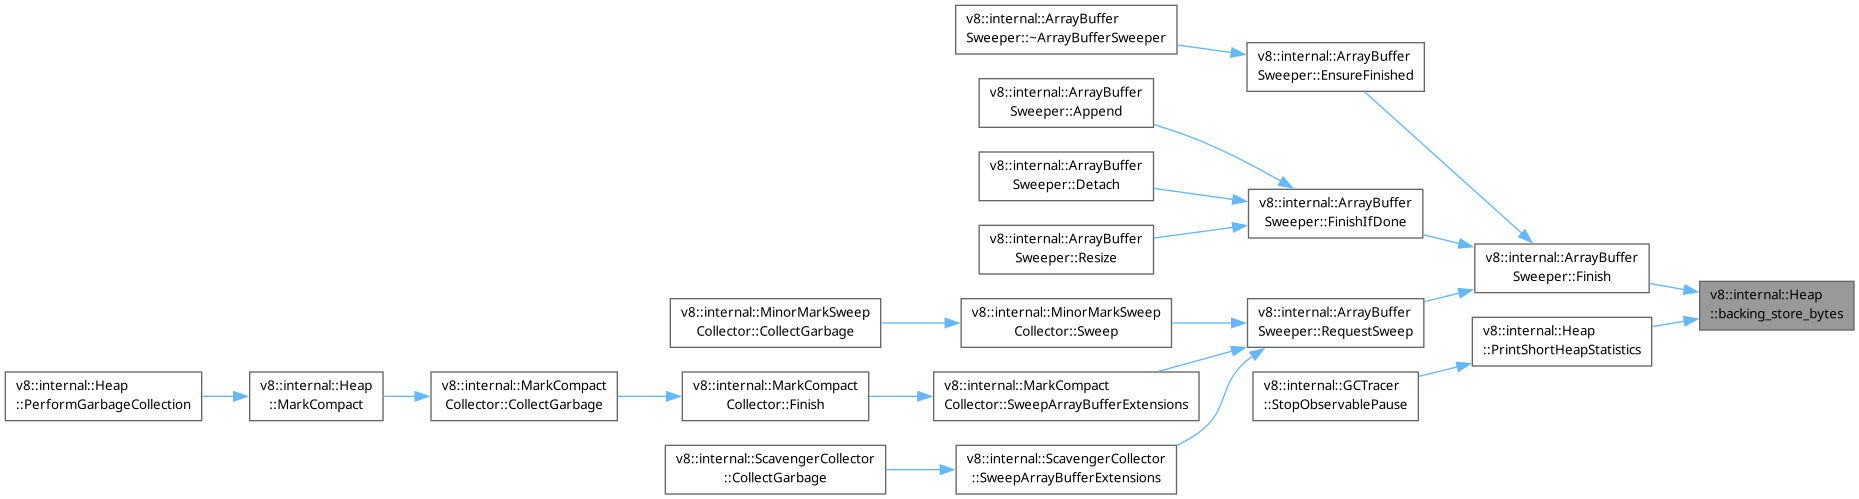 v8::internal::ArrayBuffer
Sweeper::~ArrayBufferSweeper
v8::internal::ArrayBuffer
Sweeper::EnsureFinished
v8::internal::ArrayBuffer
Sweeper::Append
v8::internal::ArrayBuffer
Sweeper::Detach
v8::internal::ArrayBuffer
Sweeper::FinishIfDone
v8::internal::ArrayBuffer
Sweeper::Resize
v8::internal::ArrayBuffer
Sweeper::Finish
v8::internal::Heap
::backing_store_bytes
v8::internal::MinorMarkSweep
Collector::CollectGarbage
v8::internal::MinorMarkSweep
Collector::Sweep
v8::internal::ArrayBuffer
Sweeper::RequestSweep
v8::internal::Heap
::PrintShortHeapStatistics
v8::internal::Heap
::PerformGarbageCollection
v8::internal::Heap
::MarkCompact
v8::internal::MarkCompact
Collector::CollectGarbage
v8::internal::MarkCompact
Collector::Finish
v8::internal::MarkCompact
Collector::SweepArrayBufferExtensions
v8::internal::GCTracer
::StopObservablePause
v8::internal::ScavengerCollector
::CollectGarbage
v8::internal::ScavengerCollector
::SweepArrayBufferExtensions